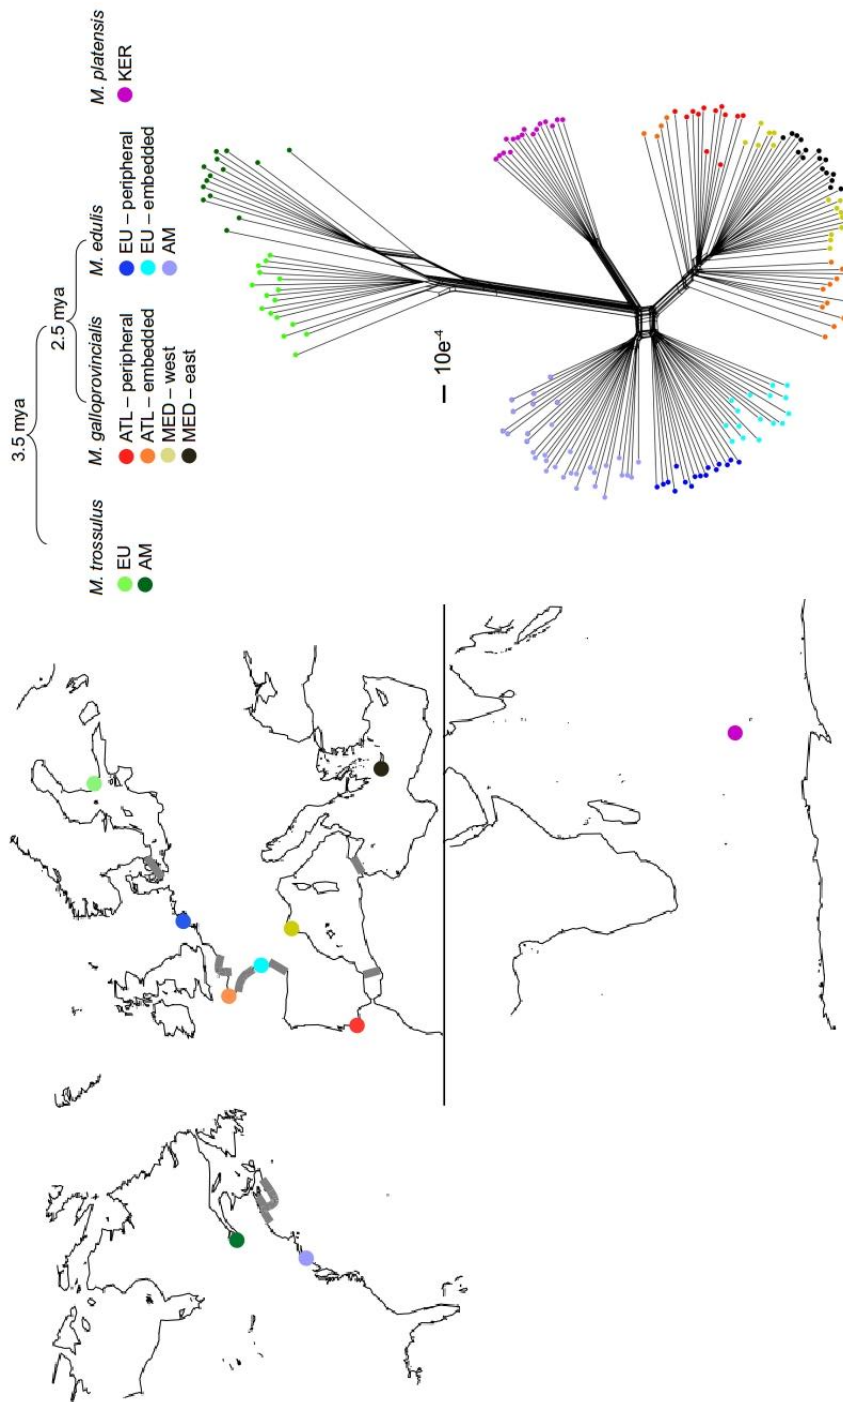 3.5 mya
2.5 mya
M. trossulus
EU
AM
M. galloprovincialis
ATL – peripheral
ATL – embedded
MED – west
MED – east
M. edulis
EU – peripheral
EU – embedded
AM
M. platensis
KER
10e-4